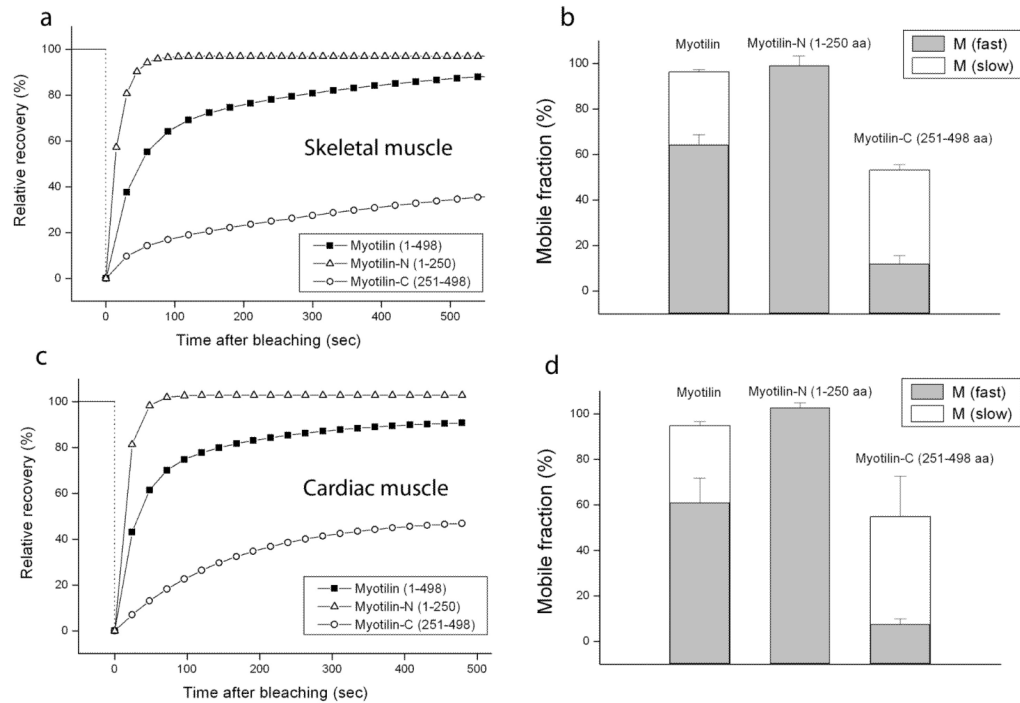 a
Relative recovery (%)
100
80
60
40
20
0
Skeletal muscle
Myotilin (1-498)
Myotilin-N (1-250)
Myotilin-C (251-498)
0 100 200 300 400 500
Time after bleaching (sec)
b
Mobile fraction (%)
100
80
60
40
20
0
Myotilin Myotilin-N (1-250 aa)
M (fast)
M (slow)
Myotilin-C (251-498 aa)
c
Relative recovery (%)
100
80
60
40
20
0
Cardiac muscle
Myotilin (1-498)
Myotilin-N (1-250)
Myotilin-C (251-498)
0 100 200 300 400 500
Time after bleaching (sec)
d
Mobile fraction (%)
100
80
60
40
20
0
Myotilin Myotilin-N (1-250 aa)
M (fast)
M (slow)
Myotilin-C (251-498 aa)